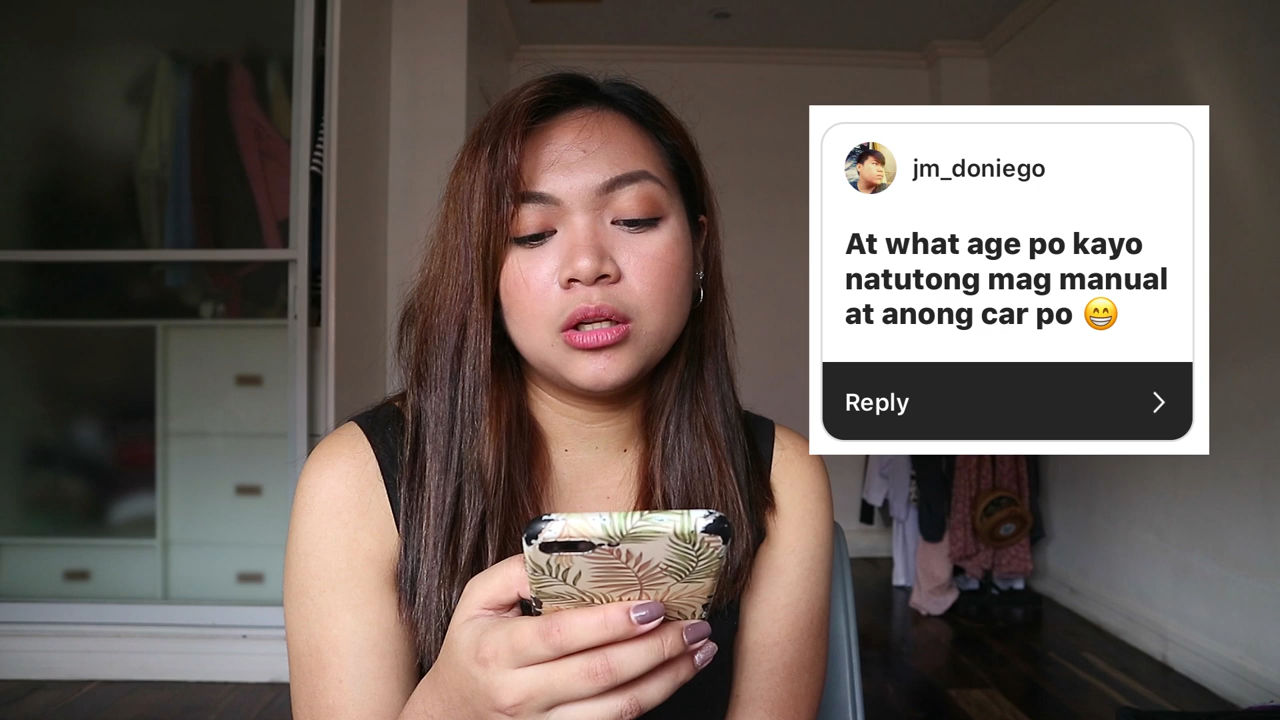 jm_doniego
At what age po kayo
natutong mag manual
at anong car po 😁
Reply